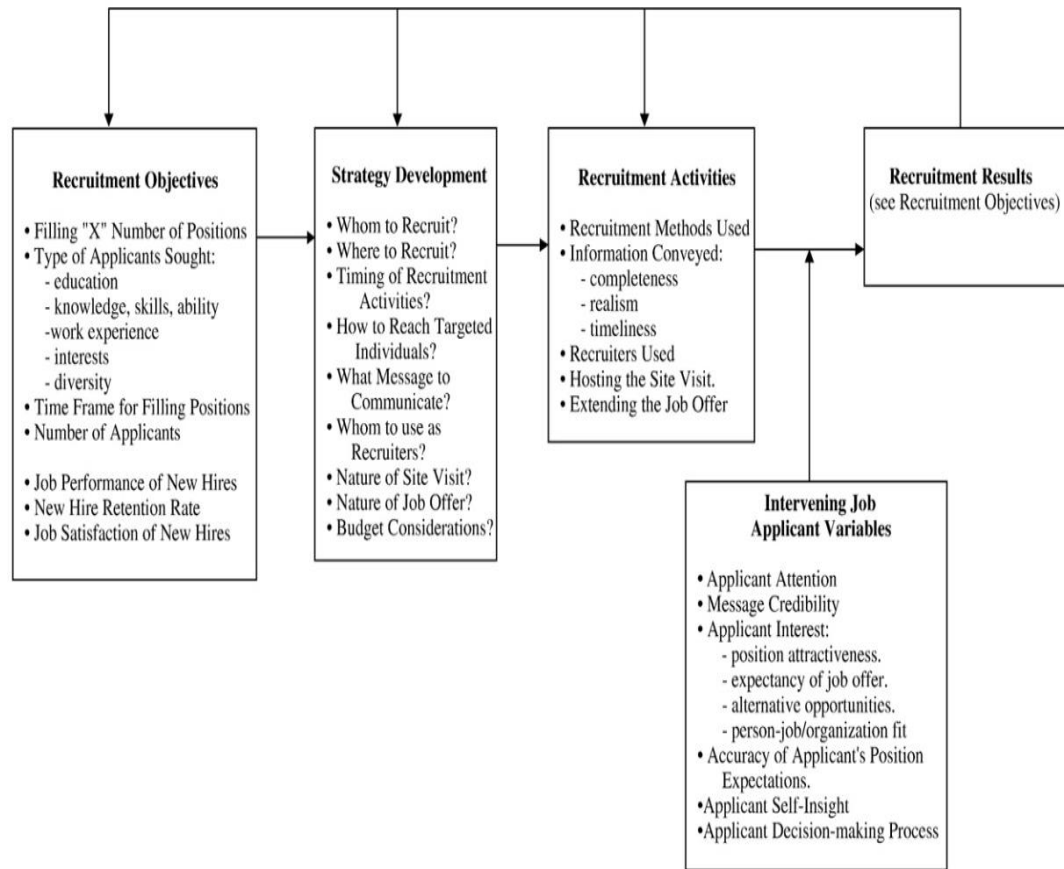 Recruitment Objectives
• Filling "X" Number of Positions
• Type of Applicants Sought:
- education
- knowledge, skills, ability
-work experience
- interests
- diversity
• Time Frame for Filling Positions
• Number of Applicants
• Job Performance of New Hires
• New Hire Retention Rate
• Job Satisfaction of New Hires
Strategy Development
• Whom to Recruit?
• Where to Recruit?
• Timing of Recruitment
Activities?
• How to Reach Targeted
Individuals?
• What Message to
Communicate?
• Whom to use as
Recruiters?
• Nature of Site Visit?
• Nature of Job Offer?
• Budget Considerations?
Recruitment Activities
• Recruitment Methods Used
• Information Conveyed:
- completeness
- realism
- timeliness
• Recruiters Used
• Hosting the Site Visit.
• Extending the Job Offer
Recruitment Results
(see Recruitment Objectives)
Intervening Job
Applicant Variables
• Applicant Attention
• Message Credibility
• Applicant Interest:
- position attractiveness.
- expectancy of job offer.
- alternative opportunities.
- person-job/organization fit
• Accuracy of Applicant's Position
Expectations.
•Applicant Self-Insight
•Applicant Decision-making Process